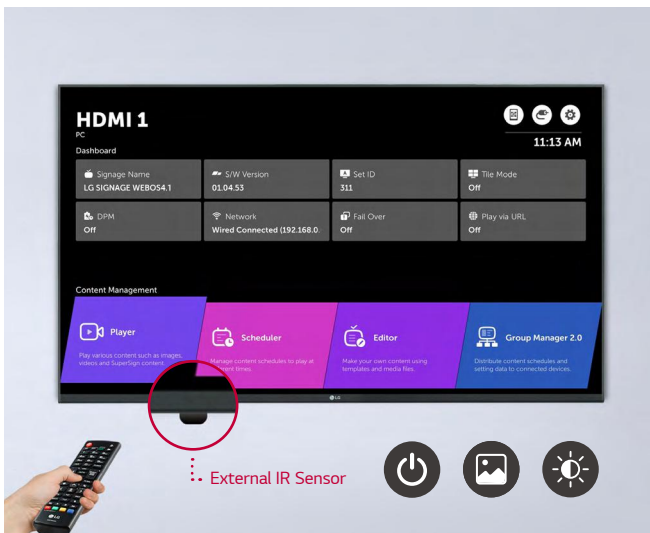 HDMI 1
PC
11:13 AM
Dashboard
Signage Name
LG SIGNAGE WEBOS4.1
S/W Version
01.04.53
Set ID
311
Tile Mode
Off
DPM
Off
Network
Wired Connected (192.168.0.
Fail Over
Off
Play via URL
Off
Content Management
Player
Play various content such as images,
videos and SuperSign content.
Scheduler
Manage content schedules to play at
different times.
Editor
Make your own content using
templates and media files.
Group Manager 2.0
Distribute content schedules and
setting data to connected devices.
LG
External IR Sensor
LG